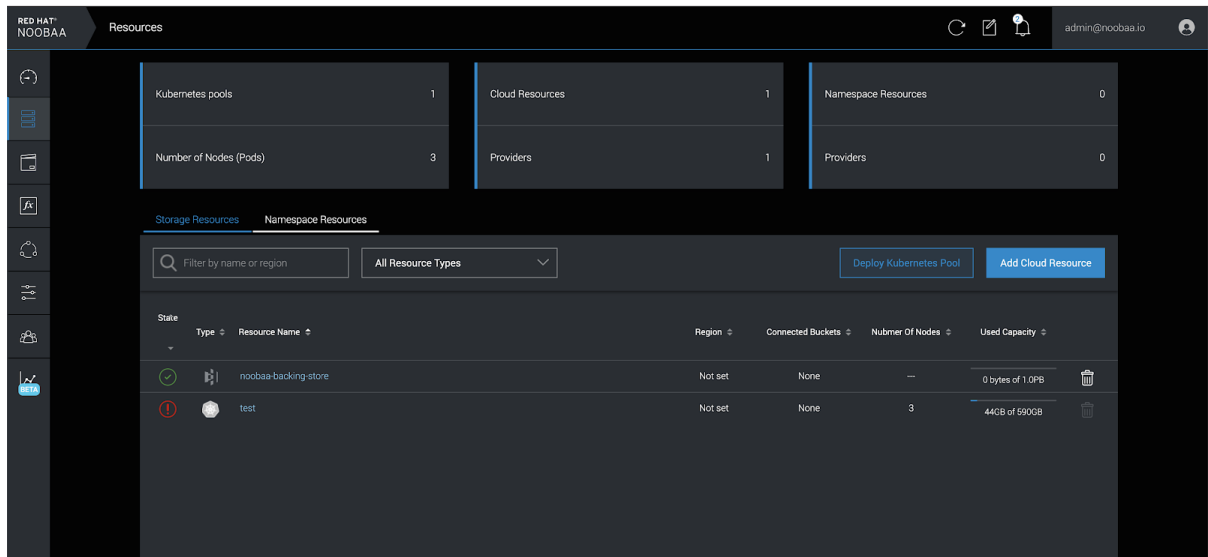 RED HAT®
NOOBAA
Resources
2
admin@noobaa.io
Kubernetes pools 1
Cloud Resources 1
Namespace Resources 0
Number of Nodes (Pods) 3
Providers 1
Providers 0
Storage Resources Namespace Resources
Filter by name or region All Resource Types Deploy Kubernetes Pool Add Cloud Resource
State Type Resource Name Region Connected Buckets Nubmer Of Nodes Used Capacity
noobaa-backing-store Not set None — 0 bytes of 1.0PB
test Not set None 3 44GB of 590GB
fx
BETA